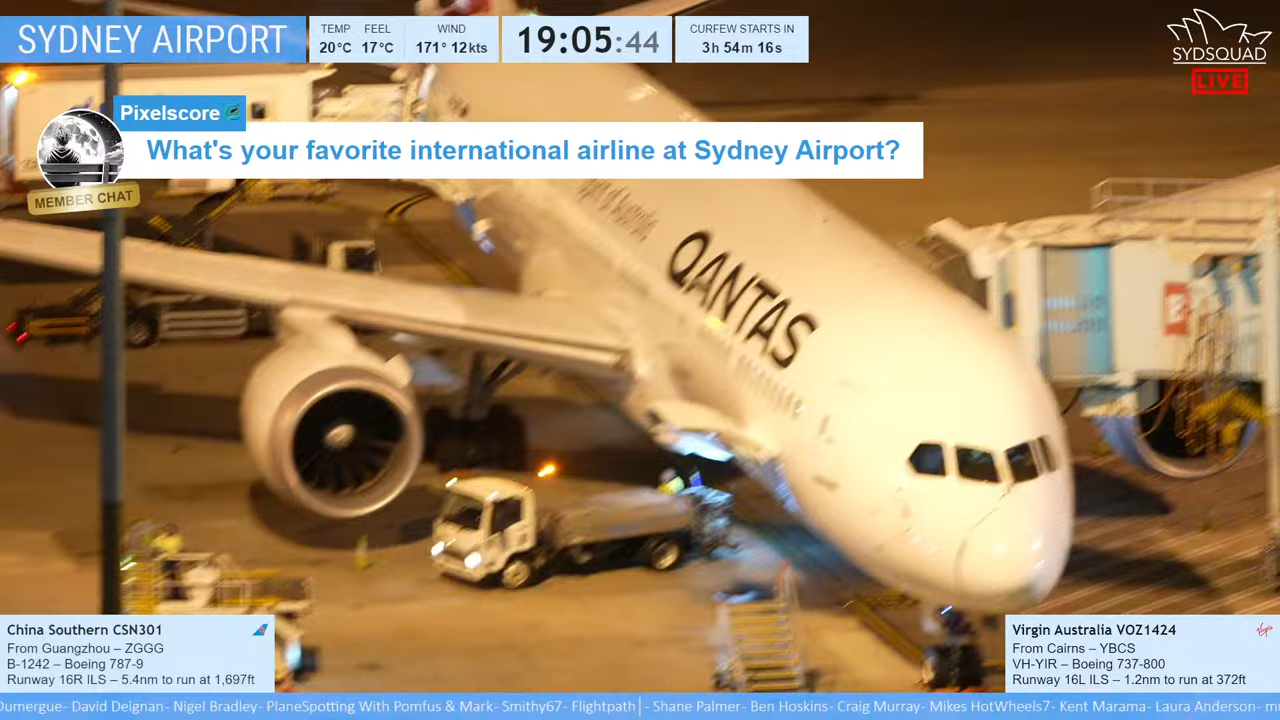 SYDNEY AIRPORT
TEMP FEEL WIND
20°C 17°C 171° 12kts
19:05:44
CURFEW STARTS IN
3h 54m 16s
SYDSQUAD
LIVE
Pixelscore
What's your favorite international airline at Sydney Airport?
MEMBER CHAT
Spirit of Australia
QANTAS
China Southern CSN301
From Guangzhou – ZGGG
B-1242 – Boeing 787-9
Runway 16R ILS – 5.4nm to run at 1,697ft
Virgin Australia VOZ1424
From Cairns – YBCS
VH-YIR – Boeing 737-800
Runway 16L ILS – 1.2nm to run at 372ft
Dumergue- David Deignan- Nigel Bradley- PlaneSpotting With Pomfus & Mark- Smithy67- Flightpath│- Shane Palmer- Ben Hoskins- Craig Murray- Mikes HotWheels7- Kent Marama- Laura Anderson-